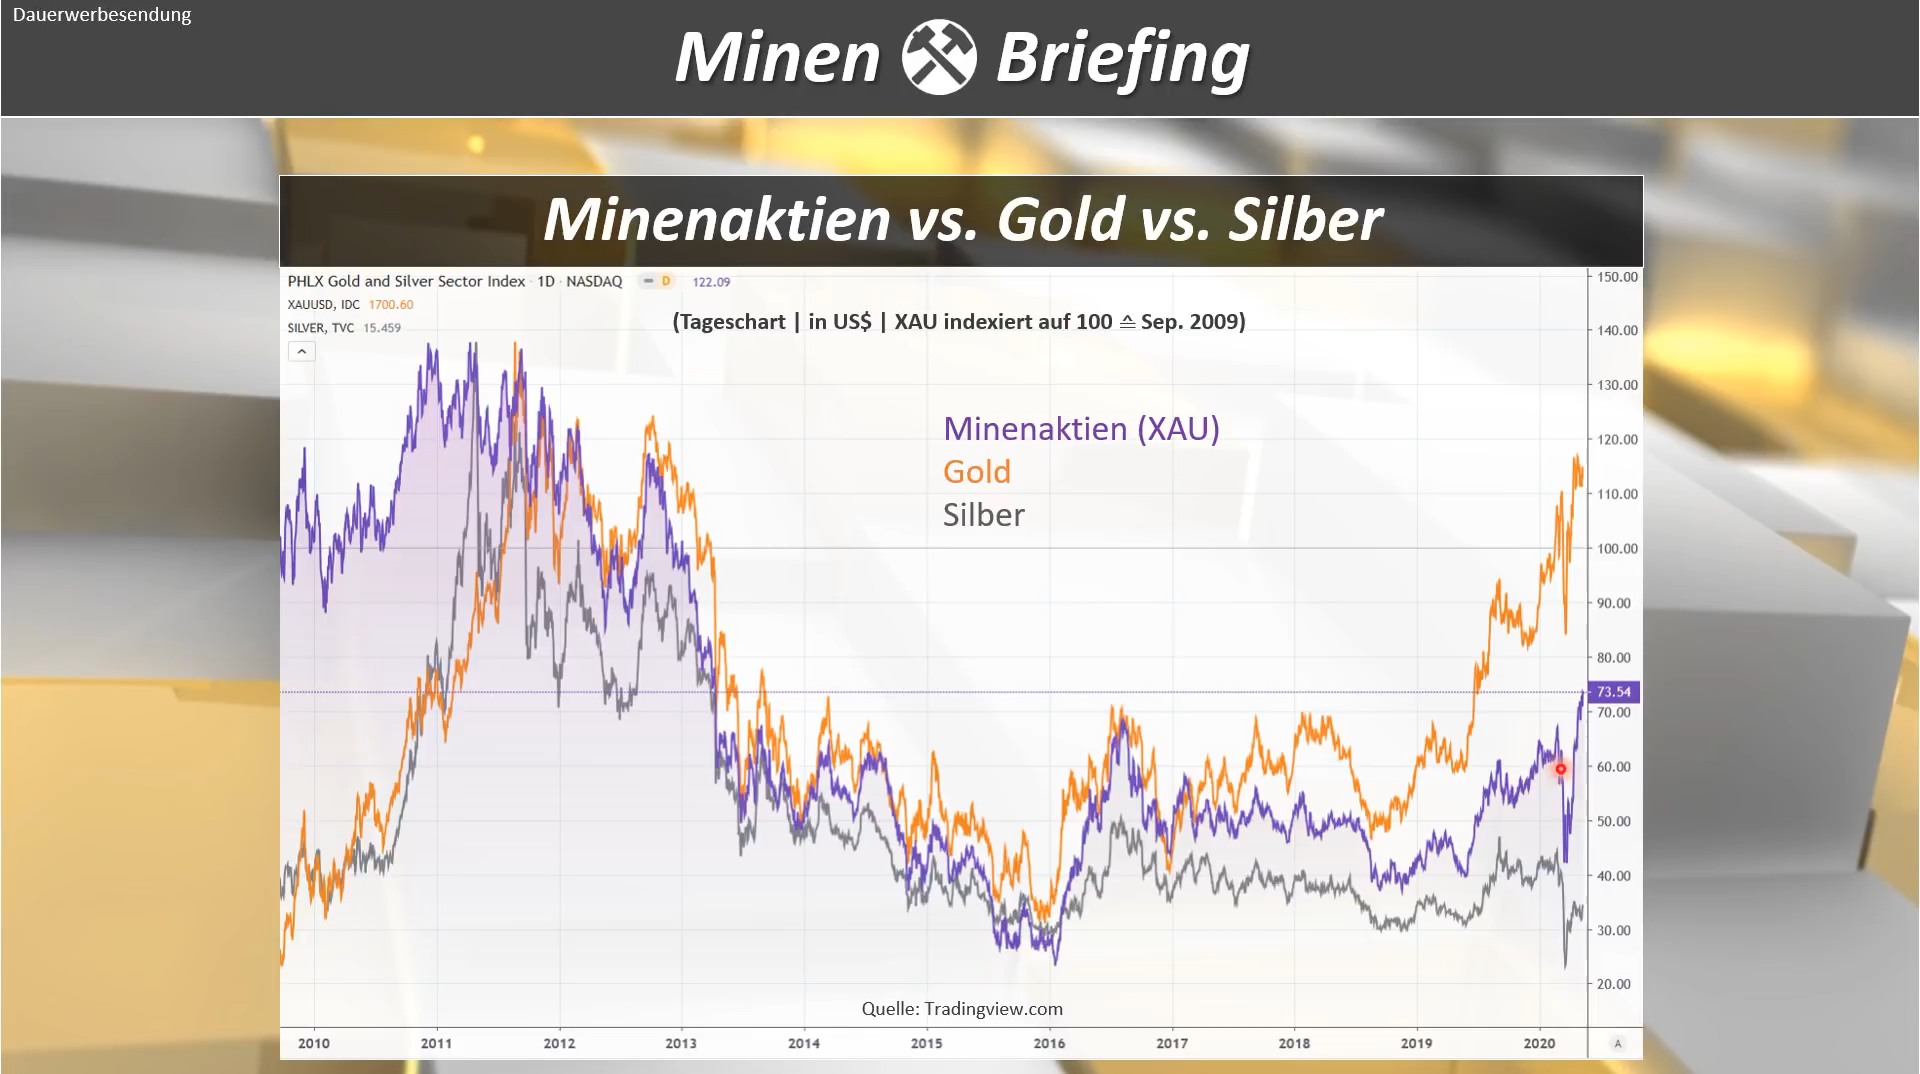 Dauerwerbesendung
Minen Briefing
Minenaktien vs. Gold vs. Silber
PHLX Gold and Silver Sector Index · 1D · NASDAQ D 122.09
XAUUSD, IDC 1700.60
SILVER, TVC 15.459
(Tageschart | in US$ | XAU indexiert auf 100 ≙ Sep. 2009)
Minenaktien (XAU)
Gold
Silber
150.00
140.00
130.00
120.00
110.00
100.00
90.00
80.00
73.54
70.00
60.00
50.00
40.00
30.00
20.00
Quelle: Tradingview.com
2010 2011 2012 2013 2014 2015 2016 2017 2018 2019 2020 A